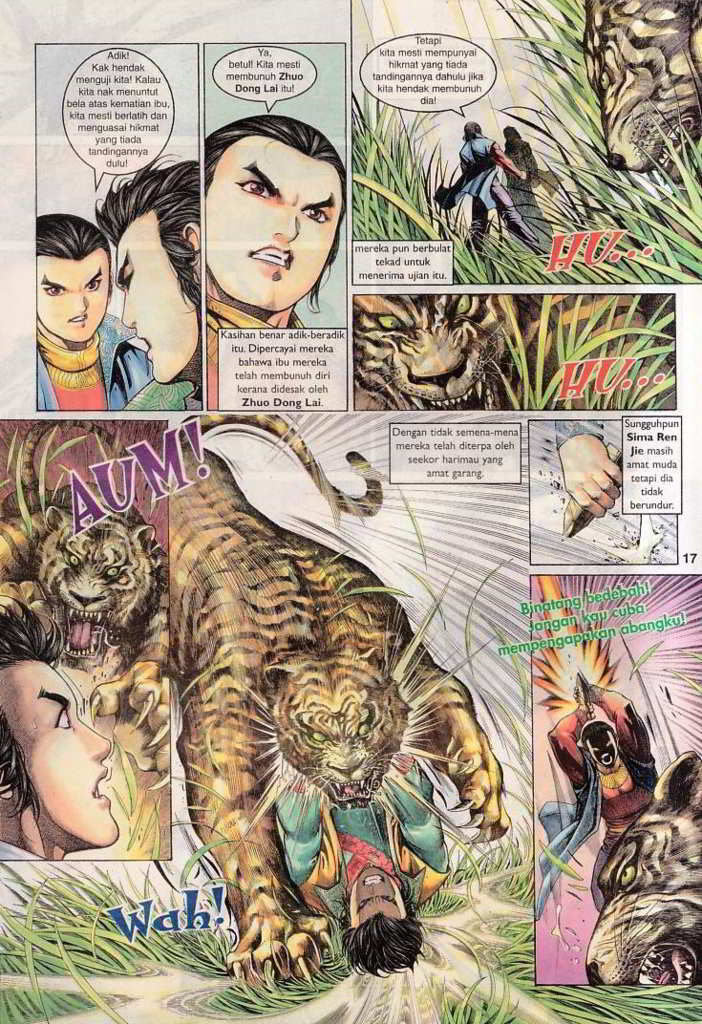 Adik!
Kak hendak
menguji kita! Kalau
kita nak menuntut
bela atas kematian ibu,
kita mesti berlatih dan
menguasai hikmat
yang tiada
tandingannya
dulu!
Ya,
betul! Kita mesti
membunuh Zhuo
Dong Lai itu!
Kasihan benar adik-beradik
itu. Dipercayai mereka
bahawa ibu mereka
telah membunuh diri
kerana didesak oleh
Zhuo Dong Lai.
Tetapi
kita mesti mempunyai
hikmat yang tiada
tandingannya dahulu jika
kita hendak membunuh
dia!
mereka pun berbulat
tekad untuk
menerima ujian itu.
HU...
HU...
AUM!
Dengan tidak semena-mena
mereka telah diterpa oleh
seekor harimau yang
amat garang.
Sungguhpun
Sima Ren
Jie masih
amat muda
tetapi dia
tidak
berundur.
17
Binatang bedebah!
Jangan kau cuba
mempengapakan abangku!
Wah!